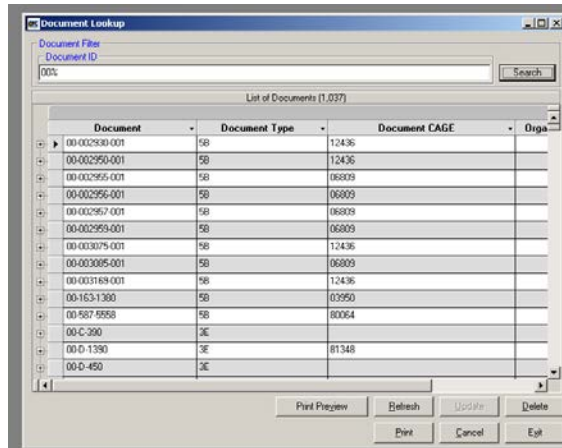 Document Lookup
Document Filter
Document ID
00%
Search
List of Documents (1,037)
Document Document Type Document CAGE Orga
00-002930-001 5B 12436
00-002950-001 5B 12436
00-002955-001 5B 06809
00-002956-001 5B 06809
00-002957-001 5B 06809
00-002959-001 5B 06809
00-003075-001 5B 12436
00-003085-001 5B 06809
00-003169-001 5B 12436
00-163-1380 5B 03950
00-587-5558 5B 80064
00-C-390 3E
00-D-1390 3E 81348
00-D-450 3E
Print Preview Refresh Update Delete
Print Cancel Exit